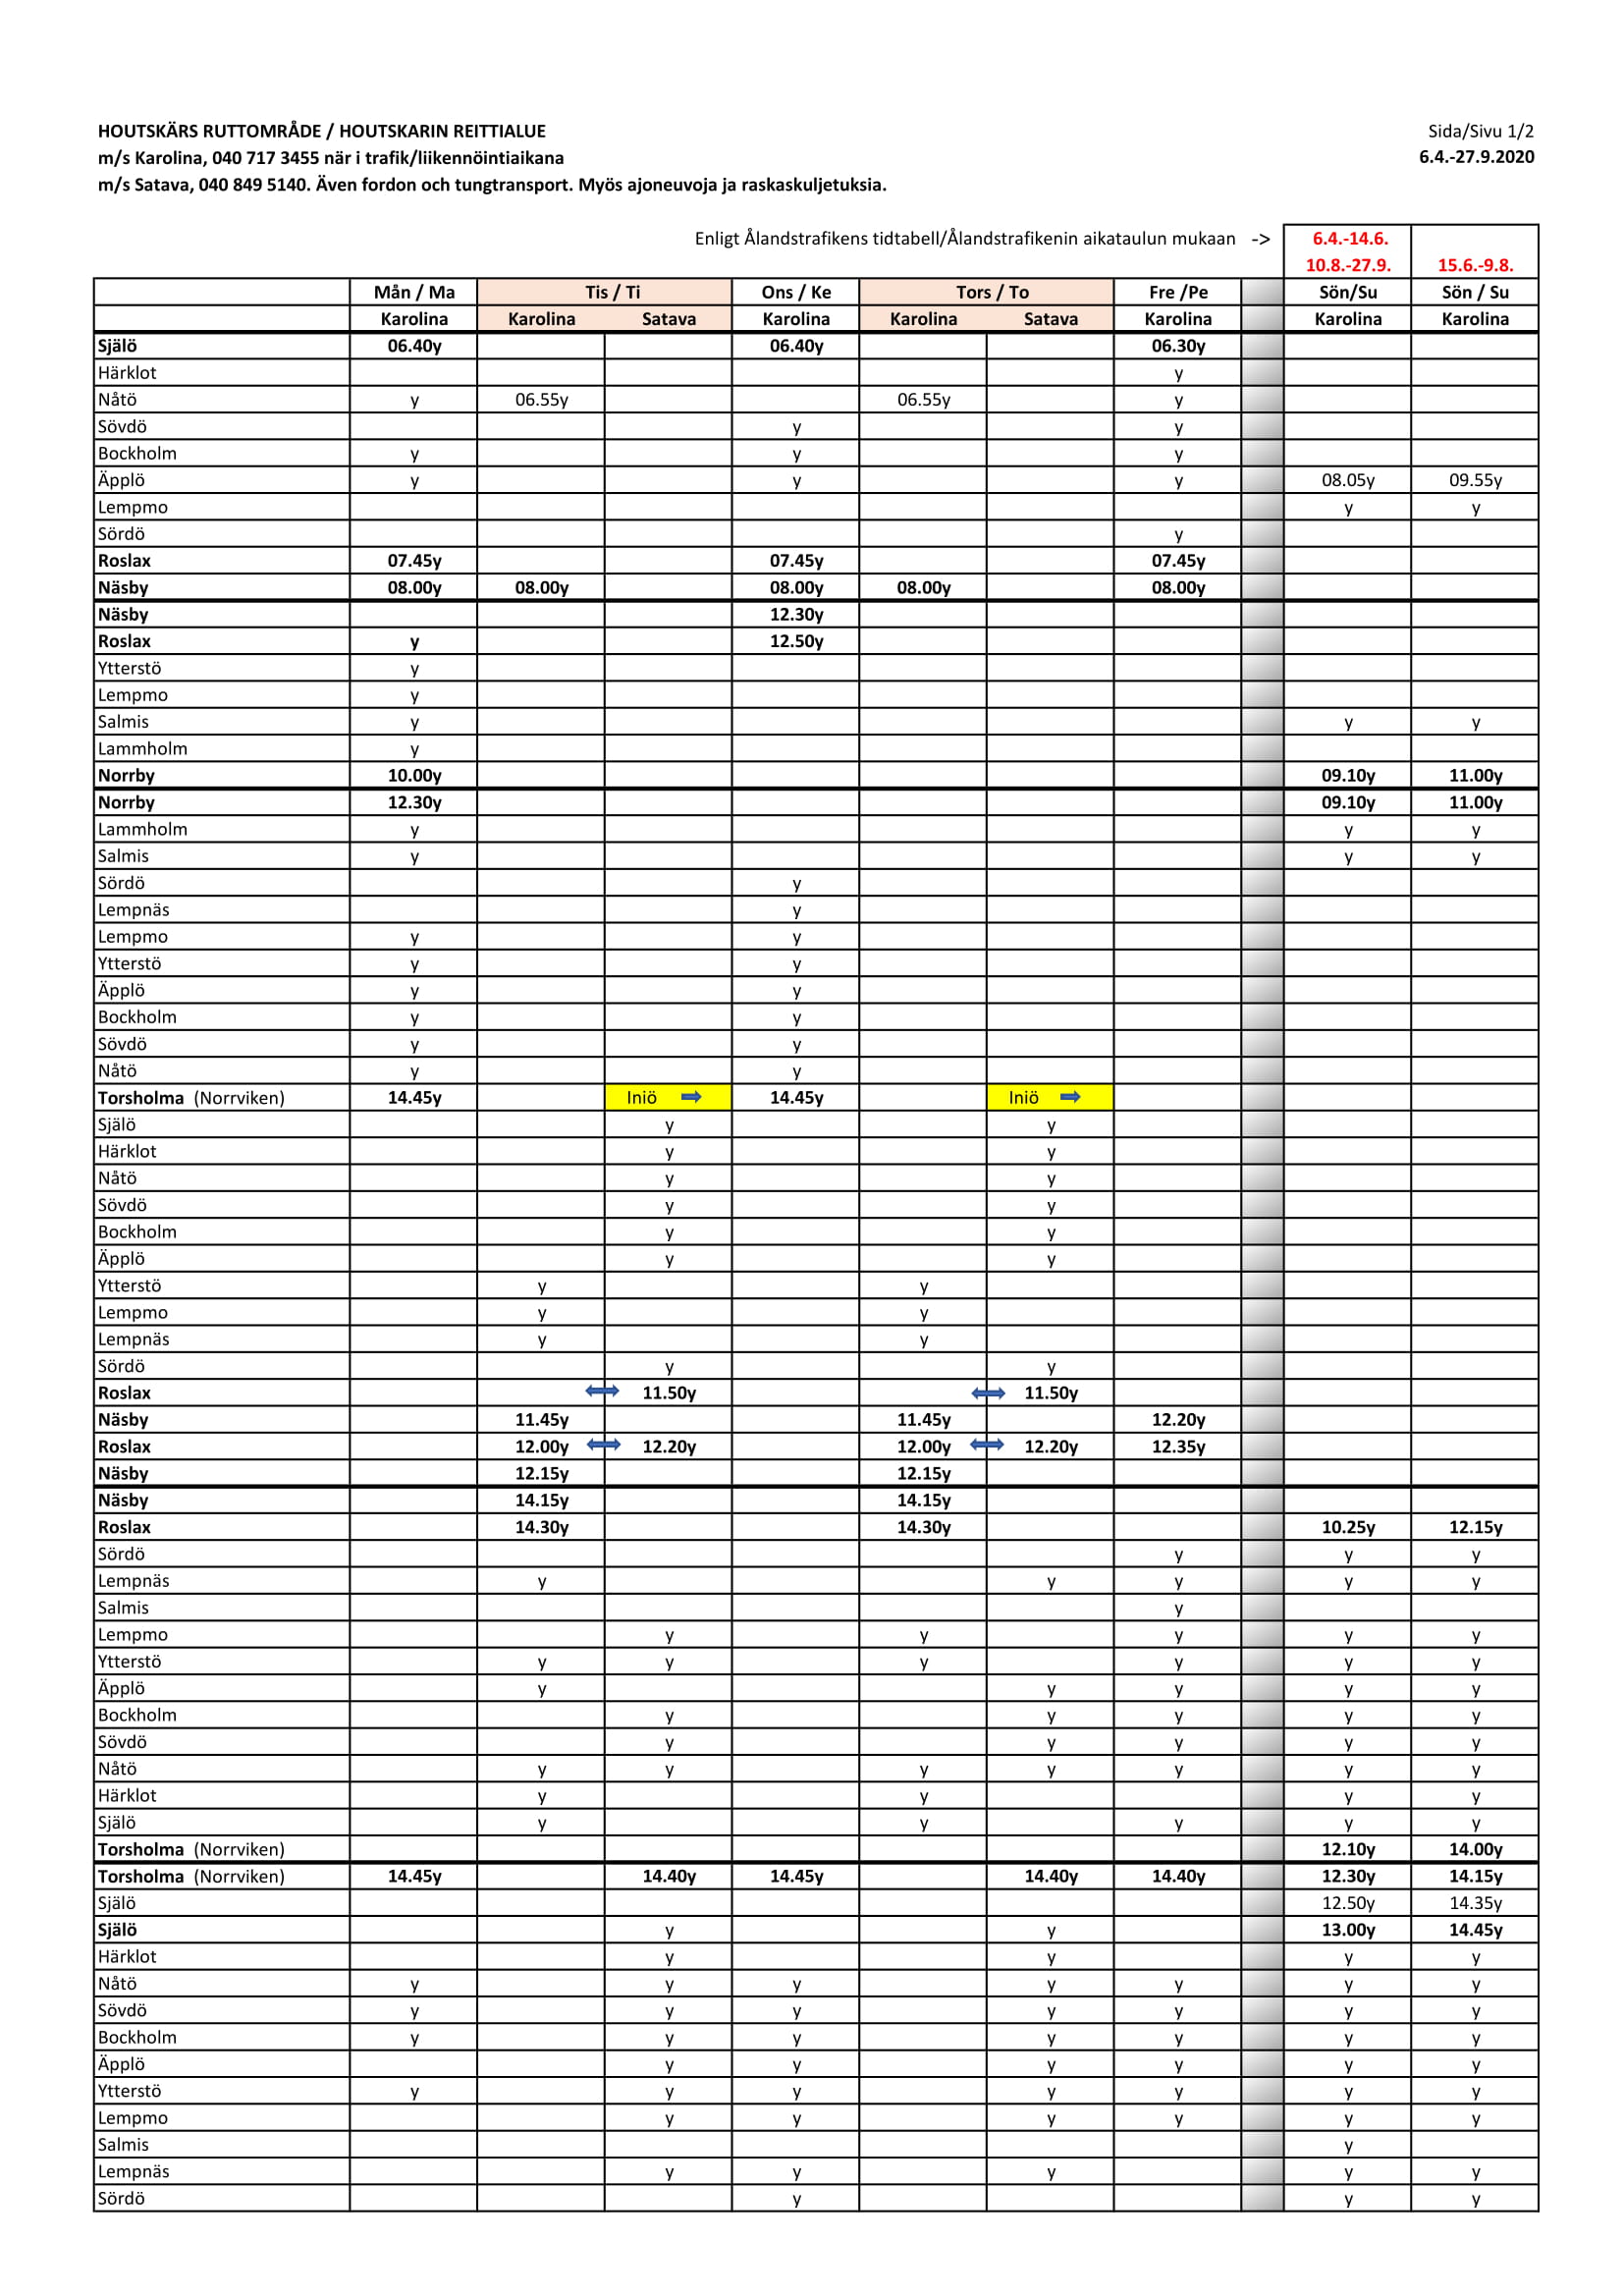 HOUTSKÄRS RUTTOMRÅDE / HOUTSKARIN REITTIALUE Sida/Sivu 1/2
m/s Karolina, 040 717 3455 när i trafik/liikennöintiaikana 6.4.-27.9.2020
m/s Satava, 040 849 5140. Även fordon och tungtransport. Myös ajoneuvoja ja raskaskuljetuksia.
Enligt Ålandstrafikens tidtabell/Ålandstrafikenin aikataulun mukaan -> 6.4.-14.6.
10.8.-27.9. 15.6.-9.8.
Mån / Ma Tis / Ti Ons / Ke Tors / To Fre /Pe Sön/Su Sön / Su
Karolina Karolina Satava Karolina Karolina Satava Karolina Karolina Karolina
Själö 06.40y 06.40y 06.30y
Härklot y
Nåtö y 06.55y 06.55y y
Sövdö y y
Bockholm y y y
Äpplö y y y 08.05y 09.55y
Lempmo y y
Sördö y
Roslax 07.45y 07.45y 07.45y
Näsby 08.00y 08.00y 08.00y 08.00y 08.00y
Näsby 12.30y
Roslax y 12.50y
Ytterstö y
Lempmo y
Salmis y y y
Lammholm y
Norrby 10.00y 09.10y 11.00y
Norrby 12.30y 09.10y 11.00y
Lammholm y y y
Salmis y y y
Sördö y
Lempnäs y
Lempmo y y
Ytterstö y y
Äpplö y y
Bockholm y y
Sövdö y y
Nåtö y y
Torsholma (Norrviken) 14.45y Iniö 14.45y Iniö
Själö y y
Härklot y y
Nåtö y y
Sövdö y y
Bockholm y y
Äpplö y y
Ytterstö y y
Lempmo y y
Lempnäs y y
Sördö y y
Roslax 11.50y 11.50y
Näsby 11.45y 11.45y 12.20y
Roslax 12.00y 12.20y 12.00y 12.20y 12.35y
Näsby 12.15y 12.15y
Näsby 14.15y 14.15y
Roslax 14.30y 14.30y 10.25y 12.15y
Sördö y y y
Lempnäs y y y y y
Salmis y
Lempmo y y y y y
Ytterstö y y y y y y
Äpplö y y y y y
Bockholm y y y y y
Sövdö y y y y y
Nåtö y y y y y y y
Härklot y y y y
Själö y y y y y
Torsholma (Norrviken) 12.10y 14.00y
Torsholma (Norrviken) 14.45y 14.40y 14.45y 14.40y 14.40y 12.30y 14.15y
Själö 12.50y 14.35y
Själö y y 13.00y 14.45y
Härklot y y y y
Nåtö y y y y y y y
Sövdö y y y y y y y
Bockholm y y y y y y y
Äpplö y y y y y y
Ytterstö y y y y y y y
Lempmo y y y y y y
Salmis y
Lempnäs y y y y y
Sördö y y y